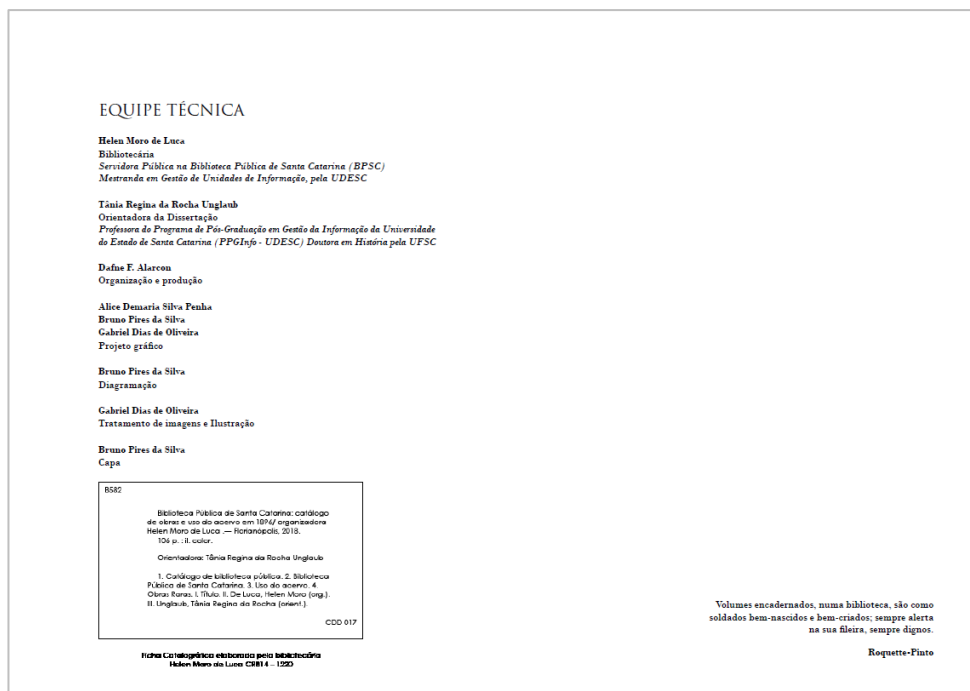 EQUIPE TÉCNICA
Helen Moro de Luca
Bibliotecária
Servidora Pública na Biblioteca Pública de Santa Catarina (BPSC)
Mestranda em Gestão de Unidades de Informação, pela UDESC
Tânia Regina da Rocha Unglaub
Orientadora da Dissertação
Professora do Programa de Pós-Graduação em Gestão da Informação da Universidade
do Estado de Santa Catarina (PPGInfo - UDESC) Doutora em História pela UFSC
Dafne F. Alarcon
Organização e produção
Alice Demaria Silva Penha
Bruno Pires da Silva
Gabriel Dias de Oliveira
Projeto gráfico
Bruno Pires da Silva
Diagramação
Gabriel Dias de Oliveira
Tratamento de imagens e Ilustração
Bruno Pires da Silva
Capa
B582
Biblioteca Pública de Santa Catarina: catálogo
de obras e uso do acervo em 1896/ organizadora
Helen Moro de Luca .— Florianópolis, 2018.
106 p. : il. color.
Orientadora: Tânia Regina da Rocha Unglaub
1. Catálogo de biblioteca pública. 2. Biblioteca
Pública de Santa Catarina. 3. Uso do acervo. 4.
Obras Raras. I. Título. II. De Luca, Helen Moro (org.).
III. Unglaub, Tânia Regina da Rocha (orient.).
CDD 017
Ficha Catalográfica elaborada pela bibliotecária
Helen Moro de Luca CRB14 – 1220
Volumes encadernados, numa biblioteca, são como
soldados bem-nascidos e bem-criados; sempre alerta
na sua fileira, sempre dignos.
Roquette-Pinto